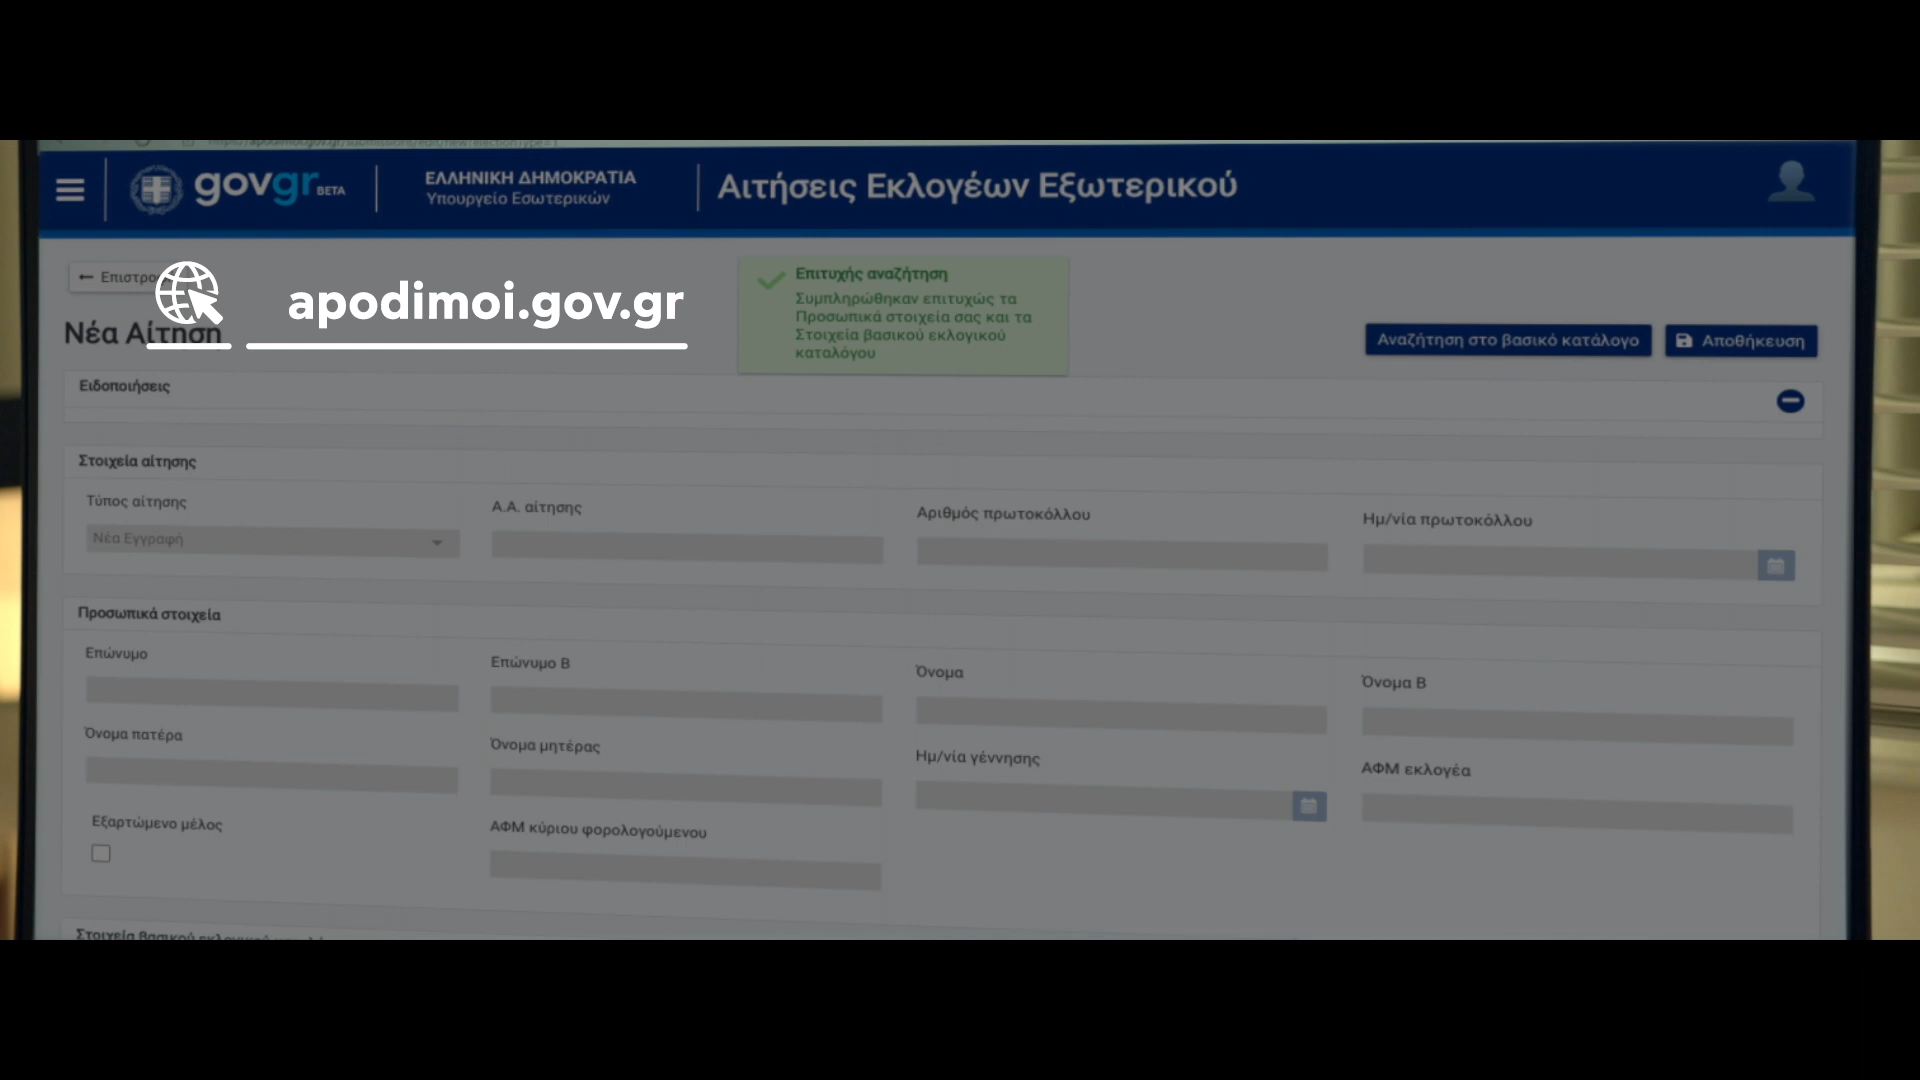 govgr BETA
ΕΛΛΗΝΙΚΗ ΔΗΜΟΚΡΑΤΙΑ
Υπουργείο Εσωτερικών
Αιτήσεις Εκλογέων Εξωτερικού
apodimoi.gov.gr
Νέα Αίτηση
Επιτυχής αναζήτηση
Συμπληρώθηκαν επιτυχώς τα
Προσωπικά στοιχεία σας και τα
Στοιχεία βασικού εκλογικού
καταλόγου
Αναζήτηση στο βασικό κατάλογο
Αποθήκευση
Ειδοποιήσεις
Στοιχεία αίτησης
Τύπος αίτησης
Α.Α. αίτησης
Αριθμός πρωτοκόλλου
Ημ/νία πρωτοκόλλου
Νέα Εγγραφή
Προσωπικά στοιχεία
Επώνυμο
Επώνυμο Β
Όνομα
Όνομα Β
Όνομα πατέρα
Όνομα μητέρας
Ημ/νία γέννησης
ΑΦΜ εκλογέα
Εξαρτώμενο μέλος
ΑΦΜ κύριου φορολογούμενου